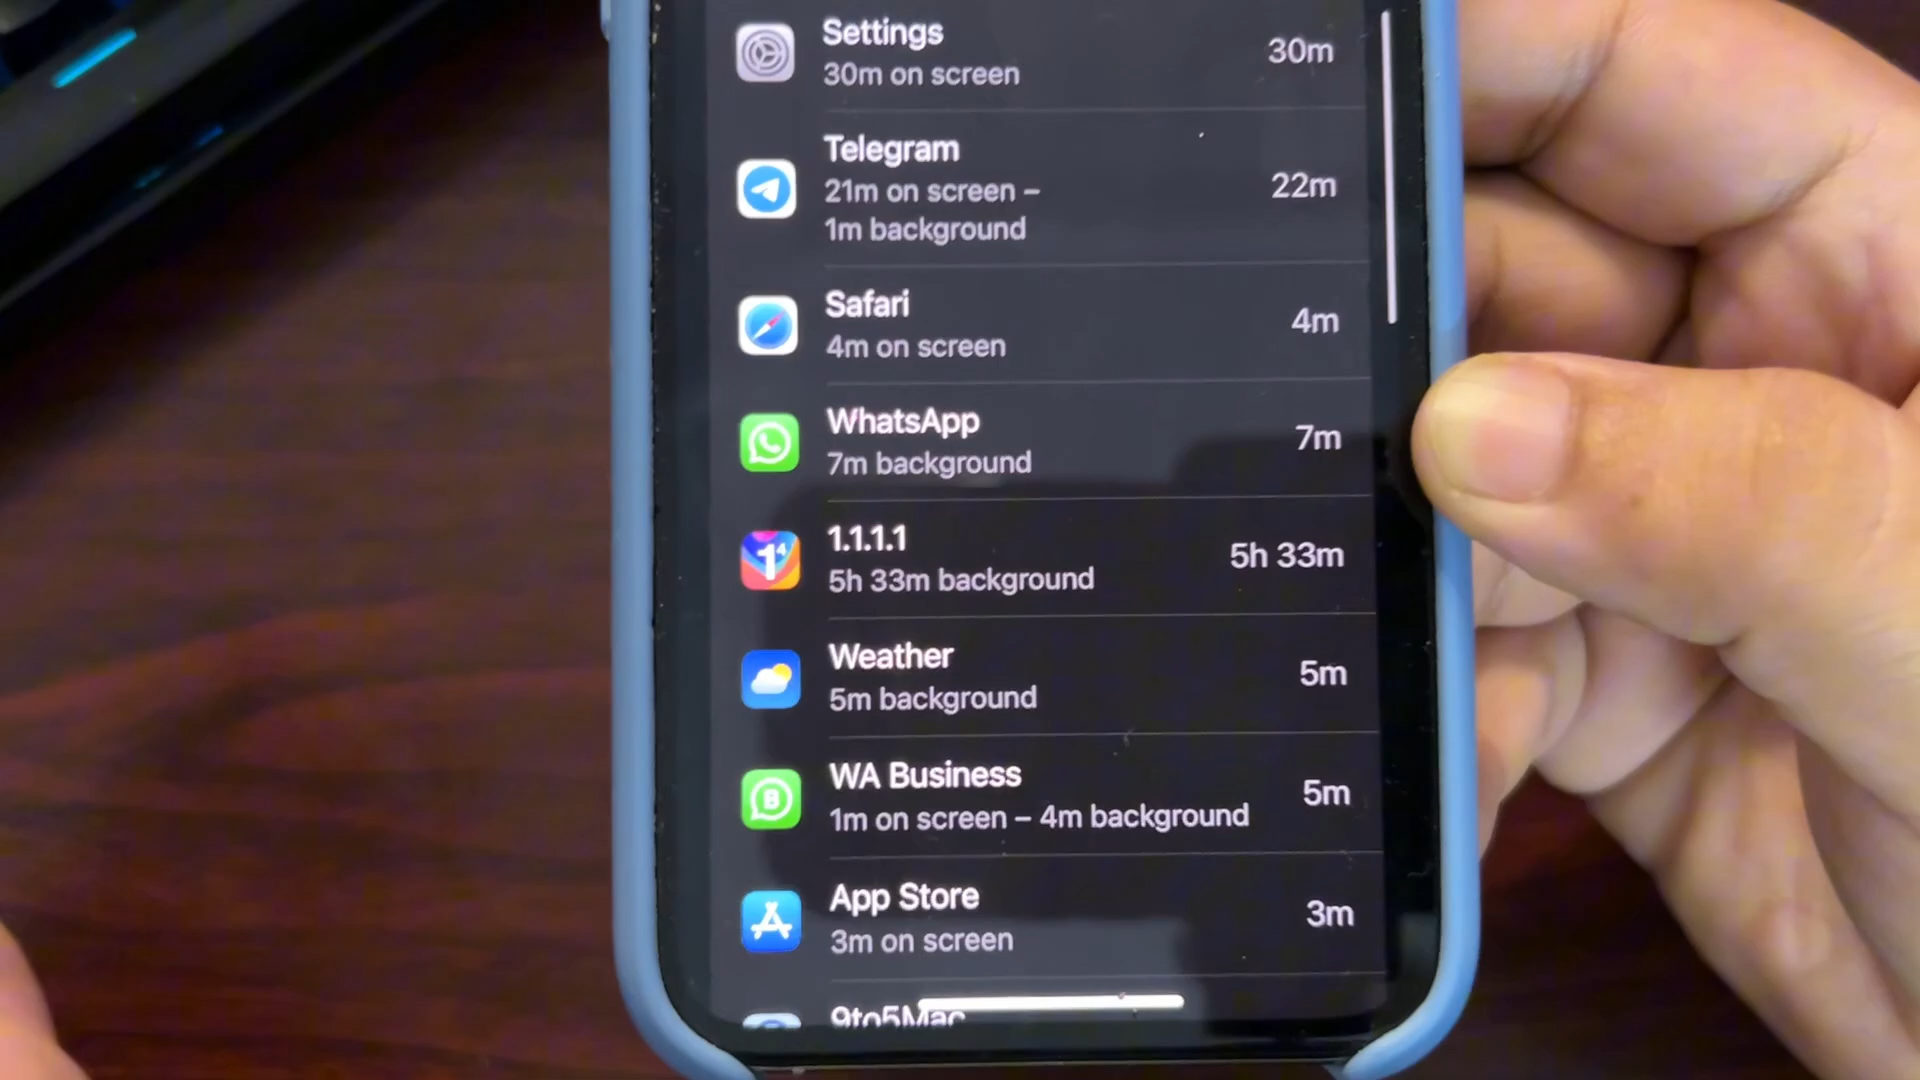 Settings
30m on screen
30m
Telegram
21m on screen –
1m background
22m
Safari
4m on screen
4m
WhatsApp
7m background
7m
1.1.1.1
5h 33m background
5h 33m
1⁴
Weather
5m background
5m
B
WA Business
1m on screen – 4m background
5m
App Store
3m on screen
3m
9to5Mac